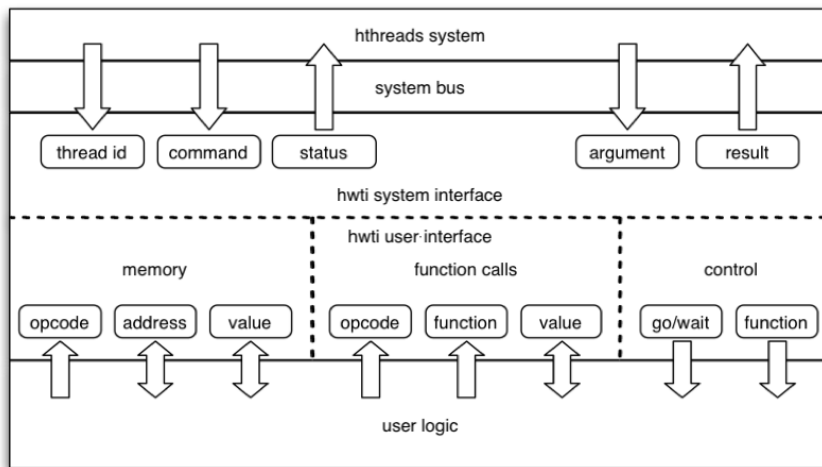 hthreads system
system bus
thread id command status argument result
hwti system interface
hwti user interface
memory function calls control
opcode address value opcode function value go/wait function
user logic